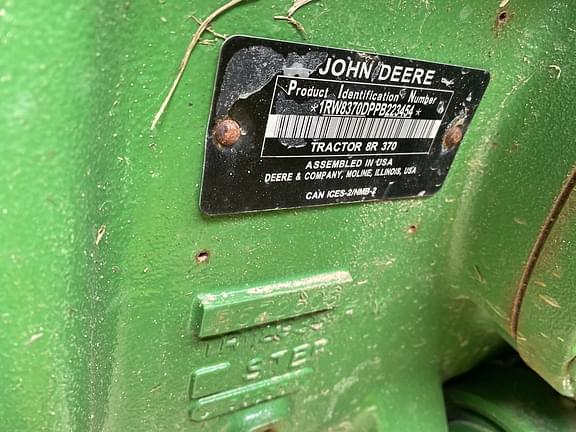 JOHN DEERE
Product Identification Number
*1RW8370DPPB223454*
TRACTOR 8R 370
ASSEMBLED IN USA
DEERE & COMPANY, MOLINE, ILLINOIS, USA
CAN ICES-2/NMB-2
STER